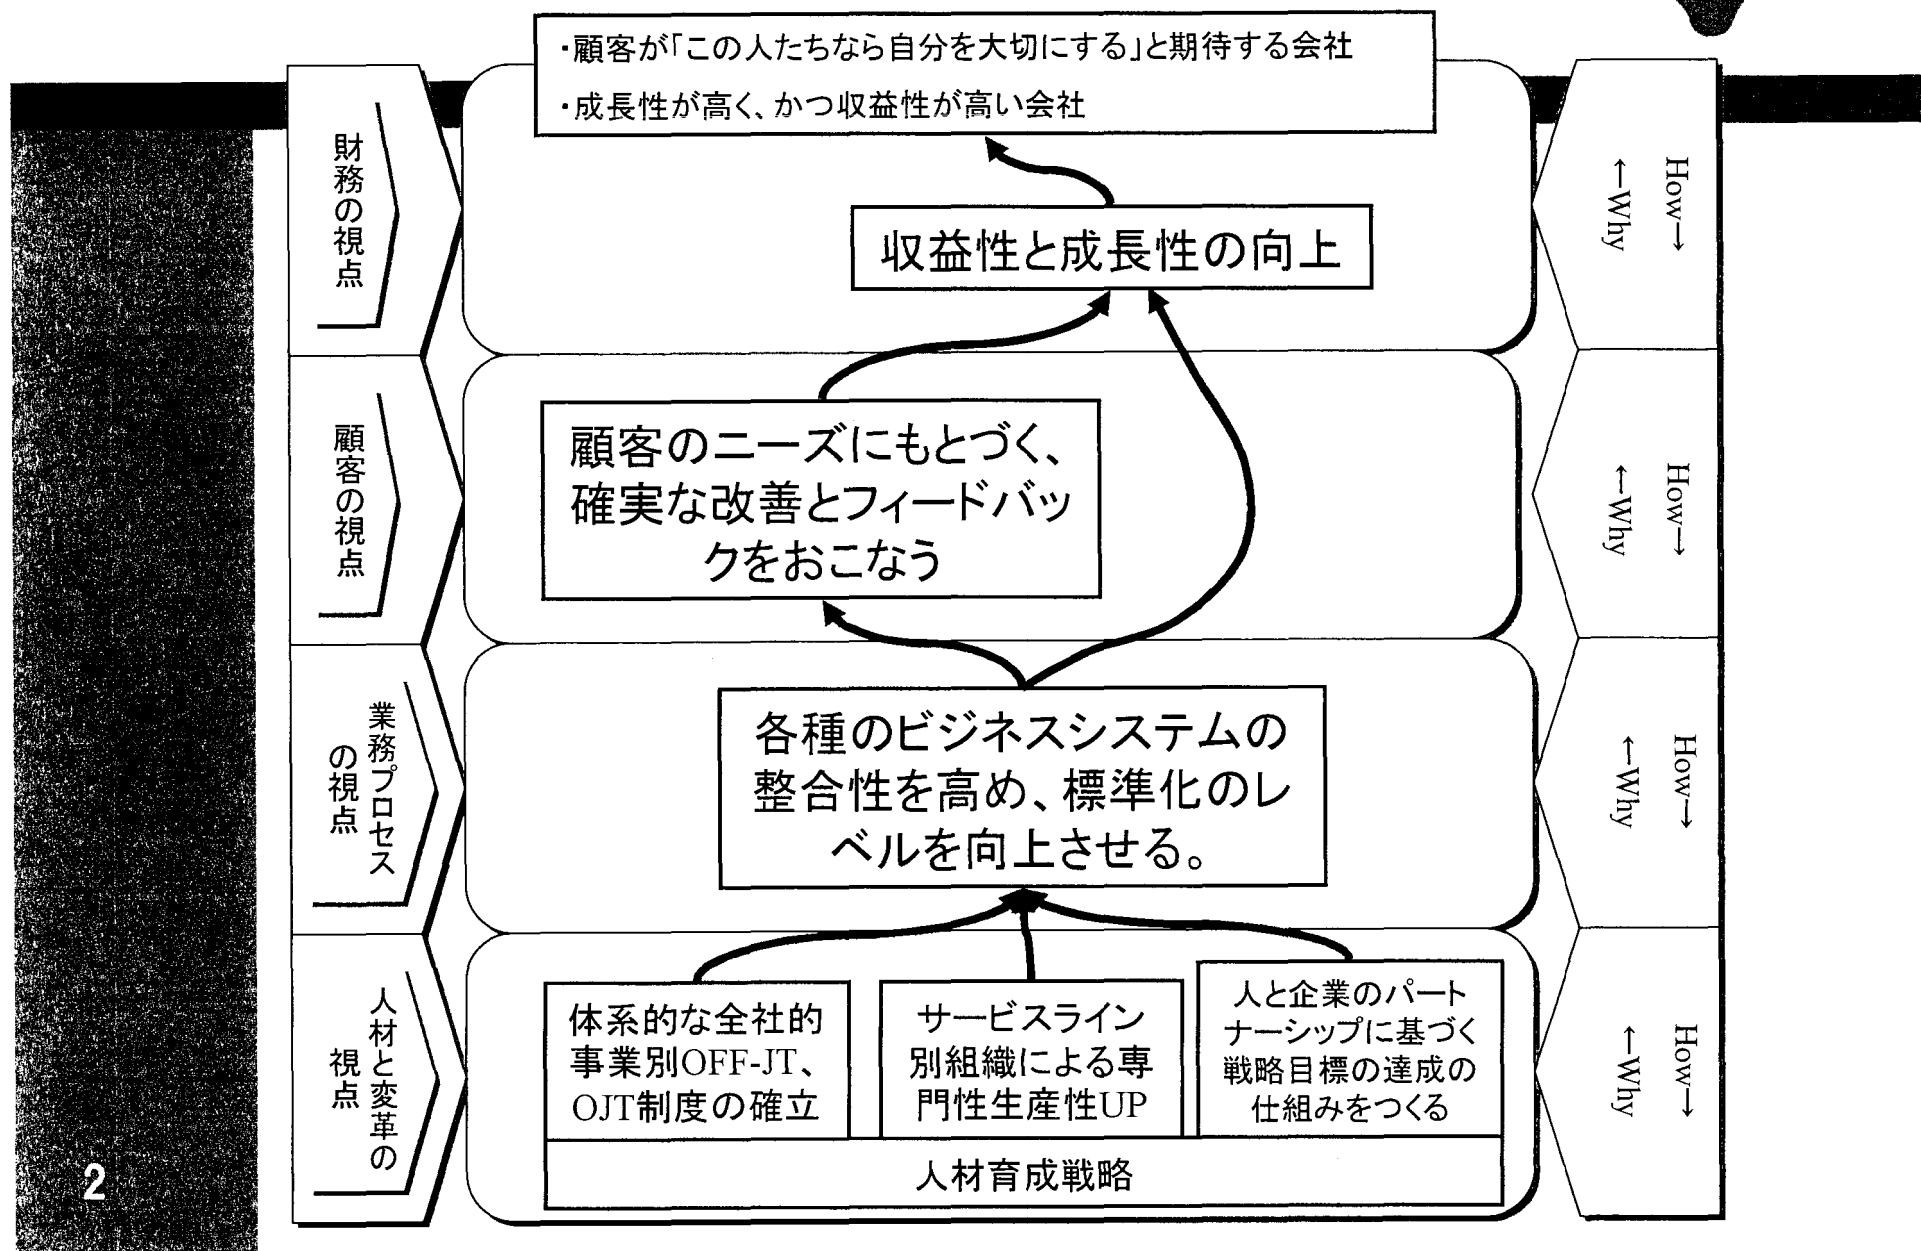 ・顧客が「この人たちなら自分を大切にする」と期待する会社
・成長性が高く、かつ収益性が高い会社
財務の視点
収益性と成長性の向上
How→
←Why
顧客の視点
顧客のニーズにもとづく、
確実な改善とフィードバッ
クをおこなう
How→
←Why
業務プロセス
の視点
各種のビジネスシステムの
整合性を高め、標準化のレ
ベルを向上させる。
How→
←Why
人材と変革の
視点
体系的な全社的
事業別OFF-JT、
OJT制度の確立
サービスライン
別組織による専
門性生産性UP
人と企業のパート
ナーシップに基づく
戦略目標の達成の
仕組みをつくる
人材育成戦略
How→
←Why
2